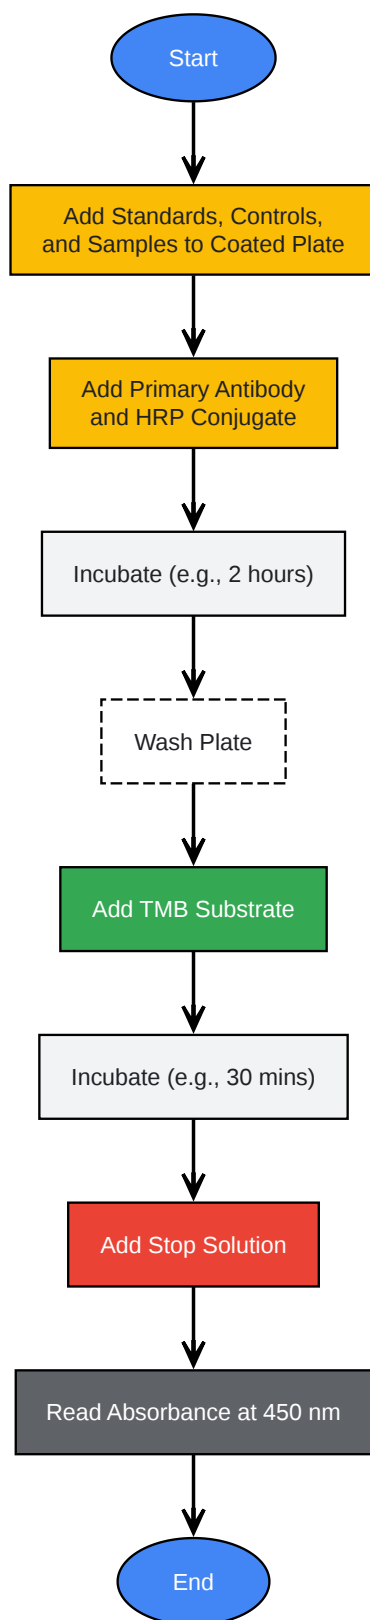 Start
Add Standards, Controls,
and Samples to Coated Plate
Add Primary Antibody
and HRP Conjugate
Incubate (e.g., 2 hours)
Wash Plate
Add TMB Substrate
Incubate (e.g., 30 mins)
Add Stop Solution
Read Absorbance at 450 nm
End